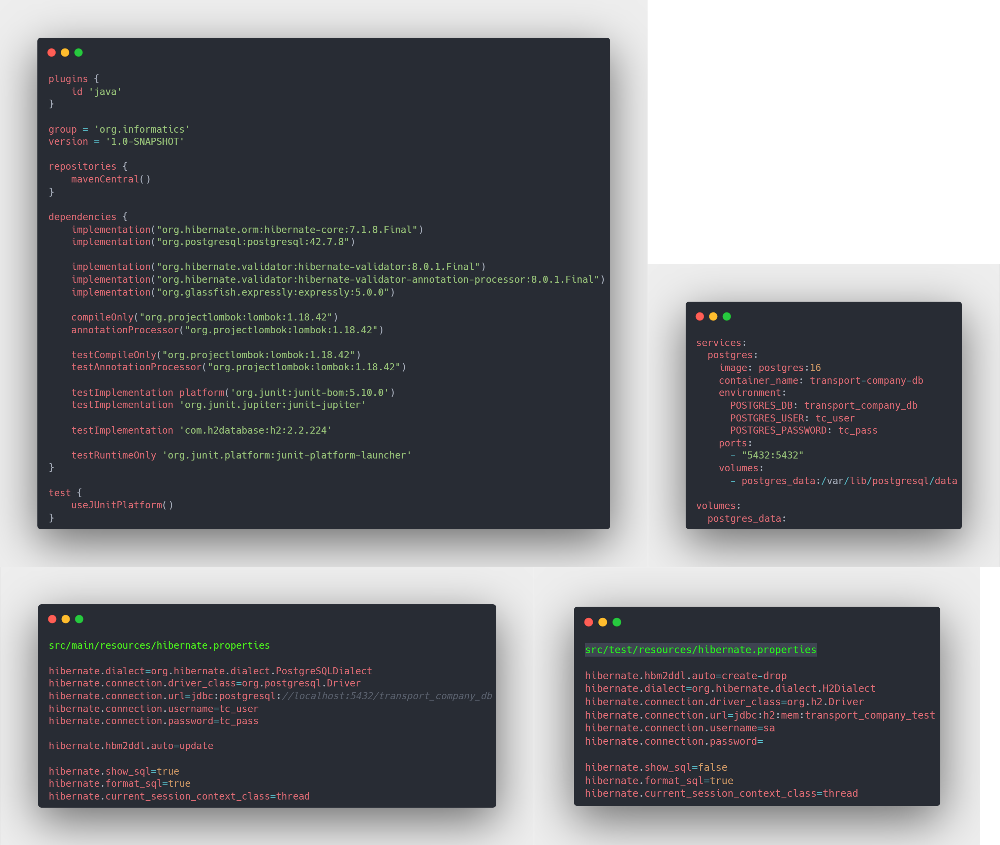 plugins {
    id 'java'
}

group = 'org.informatics'
version = '1.0-SNAPSHOT'

repositories {
    mavenCentral()
}

dependencies {
    implementation("org.hibernate.orm:hibernate-core:7.1.8.Final")
    implementation("org.postgresql:postgresql:42.7.8")

    implementation("org.hibernate.validator:hibernate-validator:8.0.1.Final")
    implementation("org.hibernate.validator:hibernate-validator-annotation-processor:8.0.1.Final")
    implementation("org.glassfish.expressly:expressly:5.0.0")

    compileOnly("org.projectlombok:lombok:1.18.42")
    annotationProcessor("org.projectlombok:lombok:1.18.42")

    testCompileOnly("org.projectlombok:lombok:1.18.42")
    testAnnotationProcessor("org.projectlombok:lombok:1.18.42")

    testImplementation platform('org.junit:junit-bom:5.10.0')
    testImplementation 'org.junit.jupiter:junit-jupiter'

    testImplementation 'com.h2database:h2:2.2.224'

    testRuntimeOnly 'org.junit.platform:junit-platform-launcher'
}

test {
    useJUnitPlatform()
}

services:
  postgres:
    image: postgres:16
    container_name: transport-company-db
    environment:
      POSTGRES_DB: transport_company_db
      POSTGRES_USER: tc_user
      POSTGRES_PASSWORD: tc_pass
    ports:
      - "5432:5432"
    volumes:
      - postgres_data:/var/lib/postgresql/data

volumes:
  postgres_data:

src/main/resources/hibernate.properties

hibernate.dialect=org.hibernate.dialect.PostgreSQLDialect
hibernate.connection.driver_class=org.postgresql.Driver
hibernate.connection.url=jdbc:postgresql://localhost:5432/transport_company_db
hibernate.connection.username=tc_user
hibernate.connection.password=tc_pass

hibernate.hbm2ddl.auto=update

hibernate.show_sql=true
hibernate.format_sql=true
hibernate.current_session_context_class=thread

src/test/resources/hibernate.properties

hibernate.hbm2ddl.auto=create-drop
hibernate.dialect=org.hibernate.dialect.H2Dialect
hibernate.connection.driver_class=org.h2.Driver
hibernate.connection.url=jdbc:h2:mem:transport_company_test
hibernate.connection.username=sa
hibernate.connection.password=

hibernate.show_sql=false
hibernate.format_sql=true
hibernate.current_session_context_class=thread